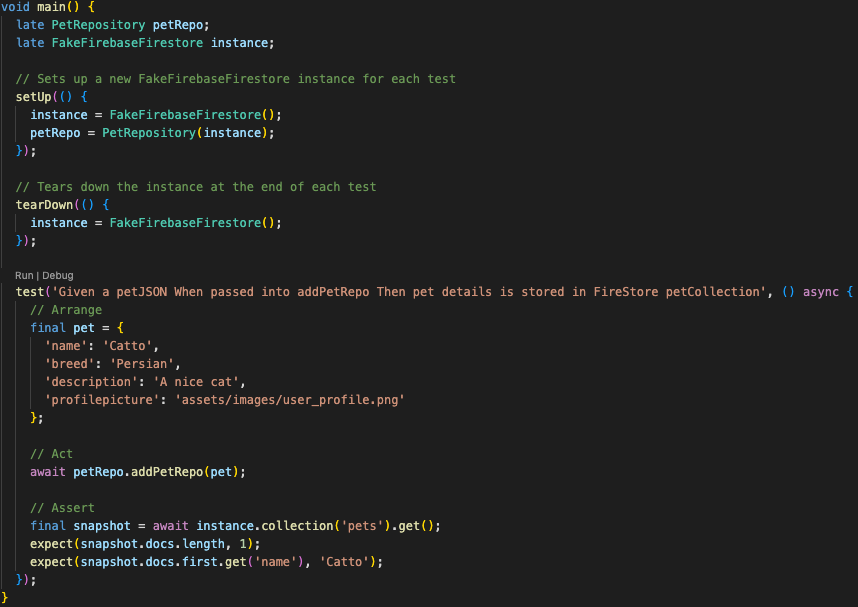 void main() {
  late PetRepository petRepo;
  late FakeFirebaseFirestore instance;

  // Sets up a new FakeFirebaseFirestore instance for each test
  setUp(() {
    instance = FakeFirebaseFirestore();
    petRepo = PetRepository(instance);
  });

  // Tears down the instance at the end of each test
  tearDown(() {
    instance = FakeFirebaseFirestore();
  });

  Run | Debug
  test('Given a petJSON When passed into addPetRepo Then pet details is stored in FireStore petCollection', () async {
    // Arrange
    final pet = {
      'name': 'Catto',
      'breed': 'Persian',
      'description': 'A nice cat',
      'profilepicture': 'assets/images/user_profile.png'
    };

    // Act
    await petRepo.addPetRepo(pet);

    // Assert
    final snapshot = await instance.collection('pets').get();
    expect(snapshot.docs.length, 1);
    expect(snapshot.docs.first.get('name'), 'Catto');
  });
}